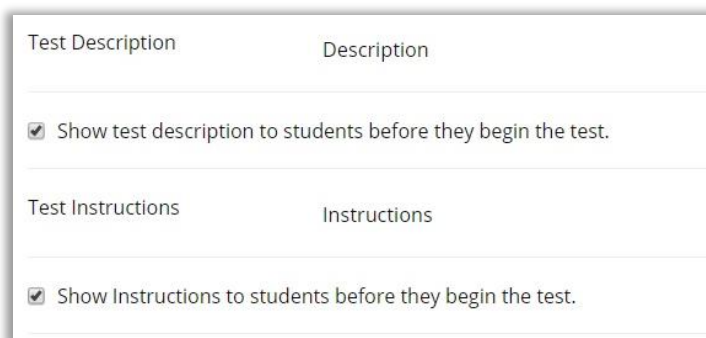 Test Description
Description
Show test description to students before they begin the test.
Test Instructions
Instructions
Show Instructions to students before they begin the test.